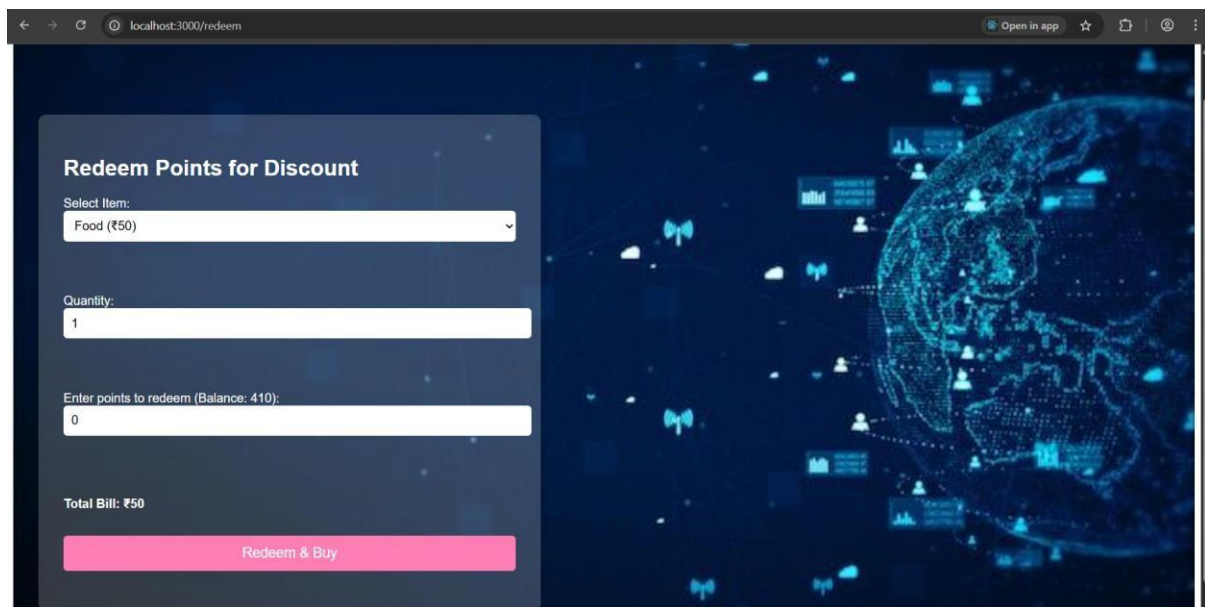 localhost:3000/redeem
Open in app
Redeem Points for Discount
Select Item:
Food (₹50)
Quantity:
1
Enter points to redeem (Balance: 410):
0
Total Bill: ₹50
Redeem & Buy